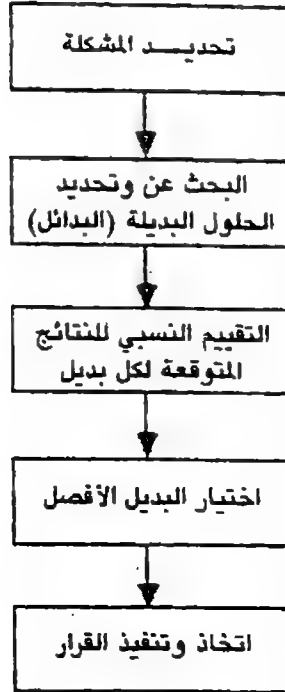 تحديــد المشكلة
البحث عن وتحديد
الحلول البديلة (البدائل)
التقييم النسبي للنتائج
المتوقعة لكل بديل
اختيار البديل الأفضل
اتخاذ وتنفيذ القرار